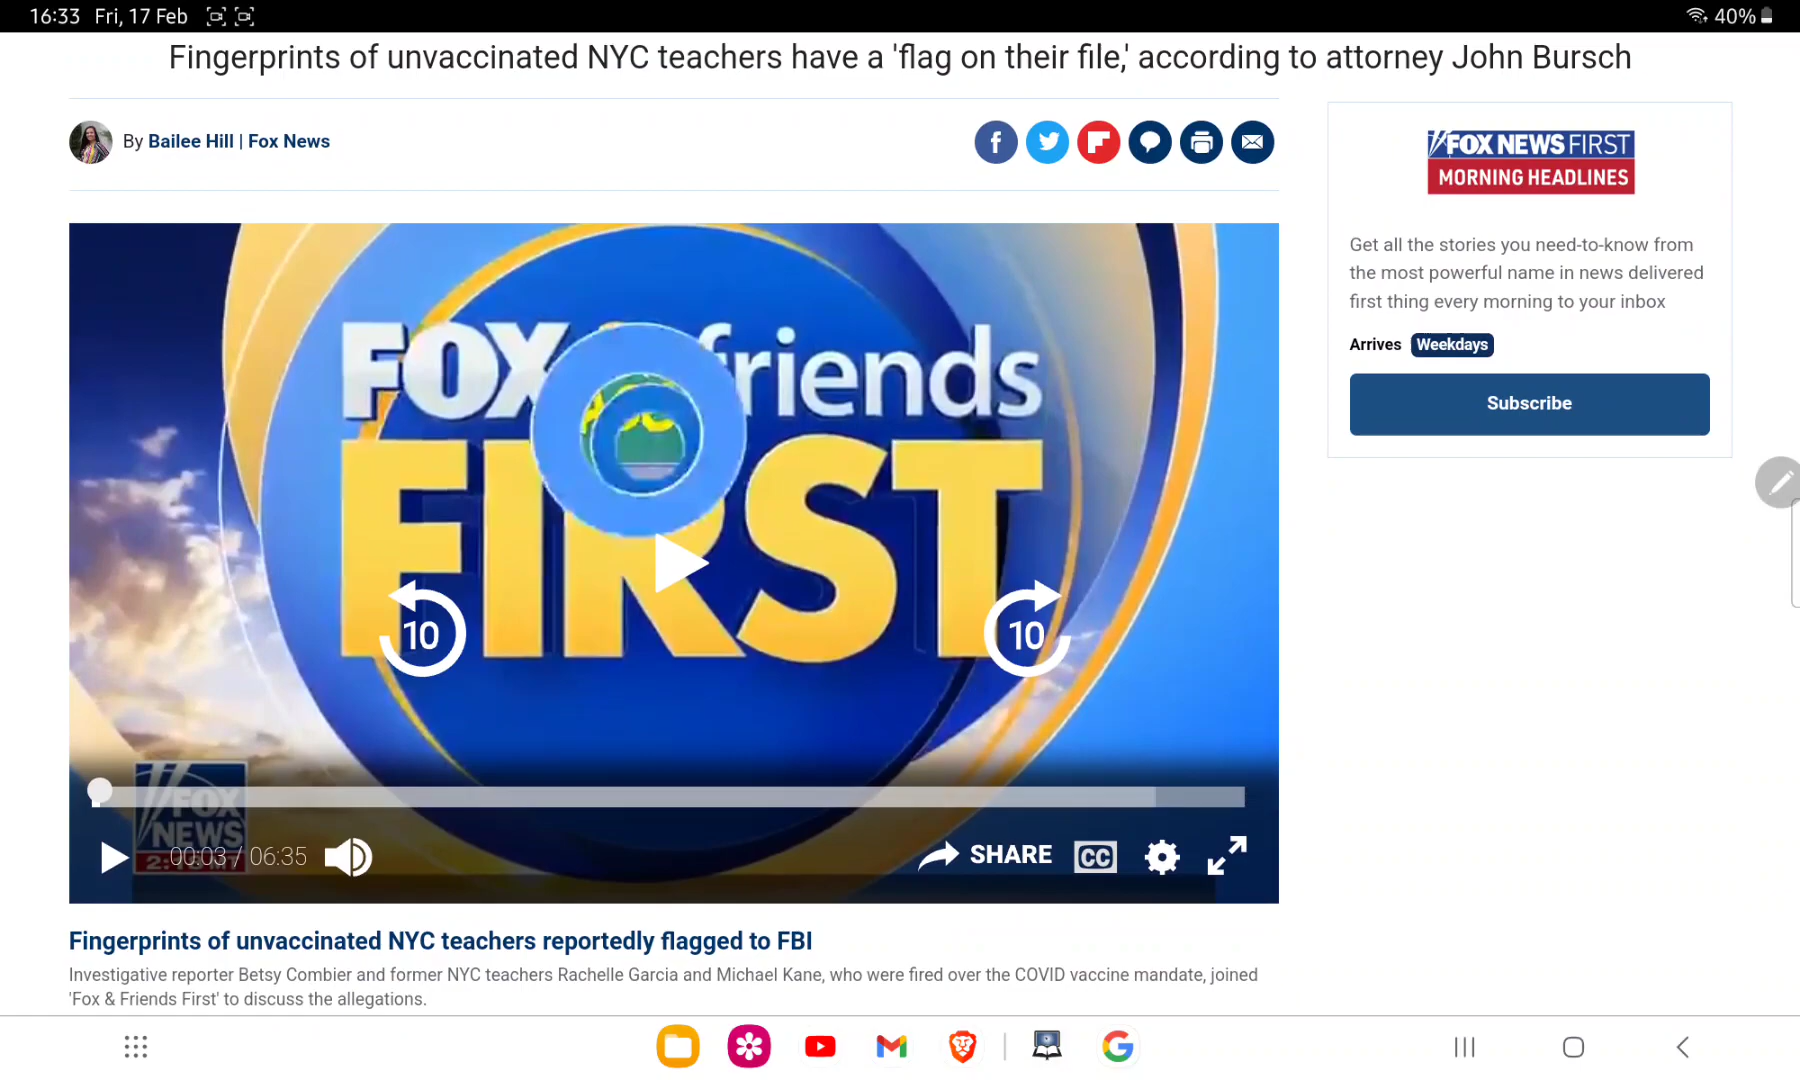 16:33 Fri, 17 Feb
40%
Fingerprints of unvaccinated NYC teachers have a 'flag on their file,' according to attorney John Bursch
By Bailee Hill | Fox News
FOX NEWS FIRST
MORNING HEADLINES
Get all the stories you need-to-know from
the most powerful name in news delivered
first thing every morning to your inbox
Arrives Weekdays
Subscribe
FOX friends
FIRST
10
10
FOX
NEWS
00:03 / 06:35
SHARE
CC
Fingerprints of unvaccinated NYC teachers reportedly flagged to FBI
Investigative reporter Betsy Combier and former NYC teachers Rachelle Garcia and Michael Kane, who were fired over the COVID vaccine mandate, joined
'Fox & Friends First' to discuss the allegations.